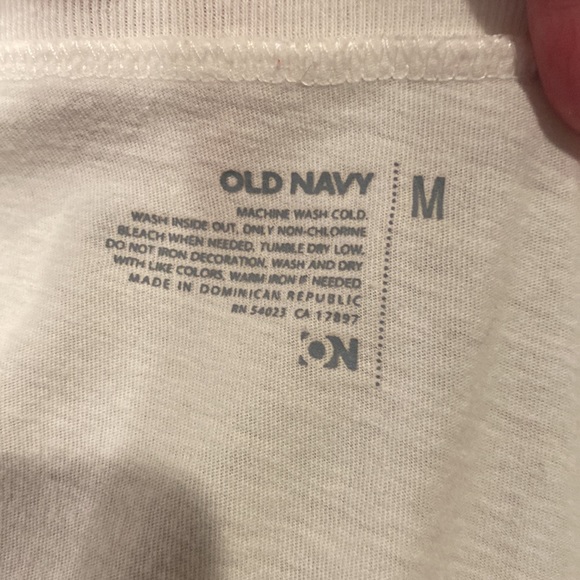 OLD NAVY
M
MACHINE WASH COLD.
WASH INSIDE OUT, ONLY NON-CHLORINE
BLEACH WHEN NEEDED, TUMBLE DRY LOW.
DO NOT IRON DECORATION. WASH AND DRY
WITH LIKE COLORS, WARM IRON IF NEEDED
MADE IN DOMINICAN REPUBLIC
RN 54023 CA 17897
ON